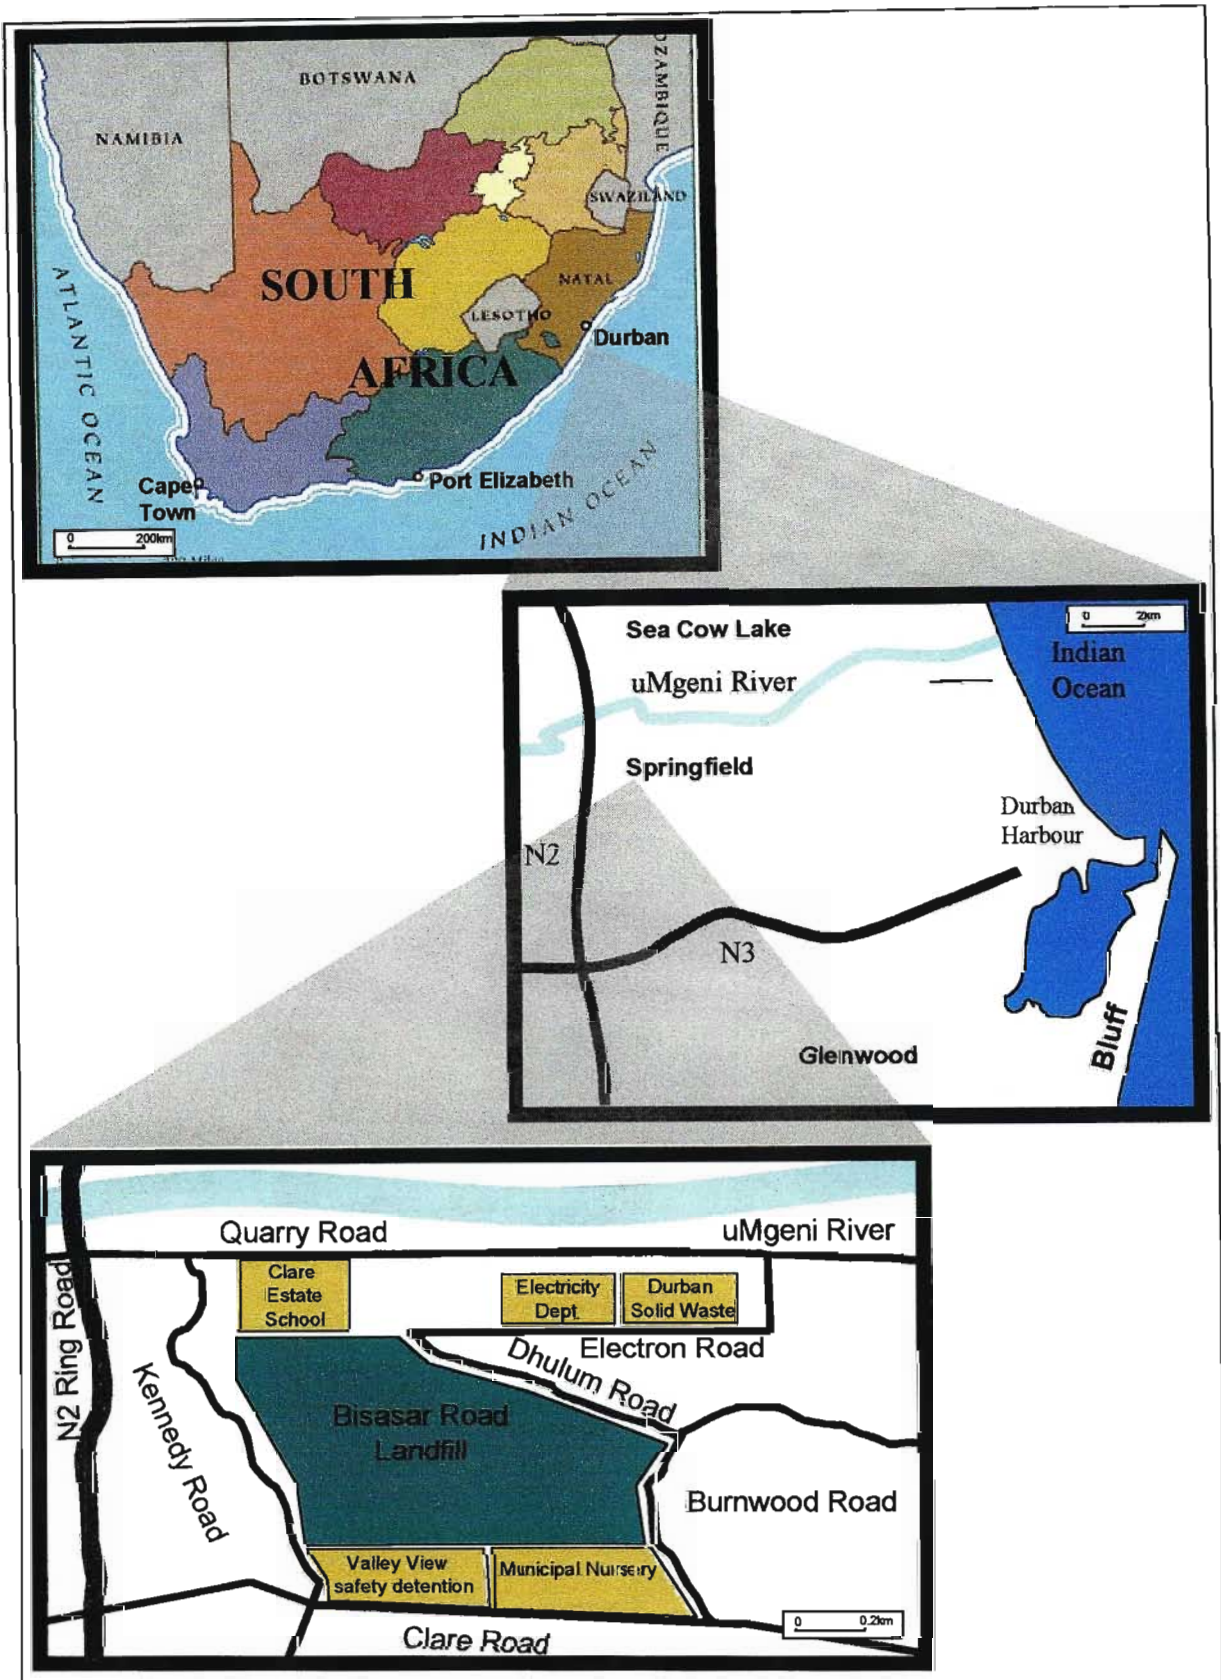 BOTSWANA
OZAMBIQUE
NAMIBIA
SWAZILAND
SOUTH
NATAL
LESOTHO
Durban
AFRICA
ATLANTIC OCEAN
Cape
Town
Port Elizabeth
INDIAN OCEAN
0 200km
Sea Cow Lake
0 2km
uMgeni River
Indian
Ocean
Springfield
Durban
Harbour
N2
N3
Glenwood
Bluff
Quarry Road
uMgeni River
N2 Ring Road
Clare
Estate
School
Electricity
Dept.
Durban
Solid Waste
Electron Road
Dhulum Road
Kennedy Road
Bisasar Road
Landfill
Burnwood Road
Valley View
safety detention
Municipal Nursery
0 0.2km
Clare Road